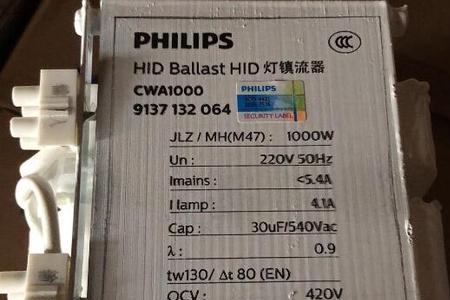 PHILIPS
HID Ballast HID 灯镇流器
CWA1000
9137 132 064
PHILIPS
SECURITY LABEL
JLZ / MH(M47) : 1000W
Un : 220V 50Hz
Imains : <5.4A
I lamp : 4.1A
Cap : 30uF/540Vac
λ : 0.9
tw130/ Δt 80 (EN)
OCV : 420V